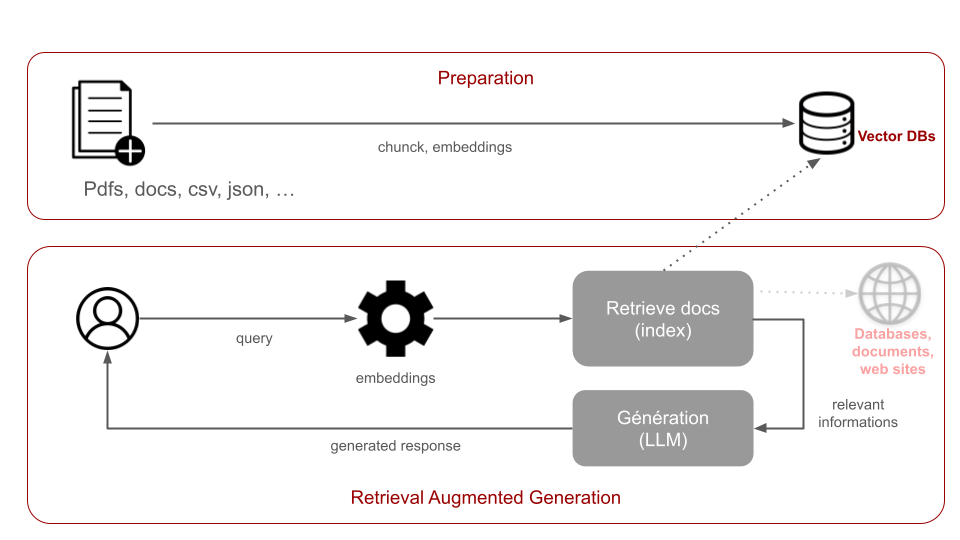 Preparation
chunck, embeddings
Vector DBs
Pdfs, docs, csv, json, …
Retrieve docs
(index)
query
embeddings
Databases,
documents,
web sites
relevant
informations
Génération
(LLM)
generated response
Retrieval Augmented Generation